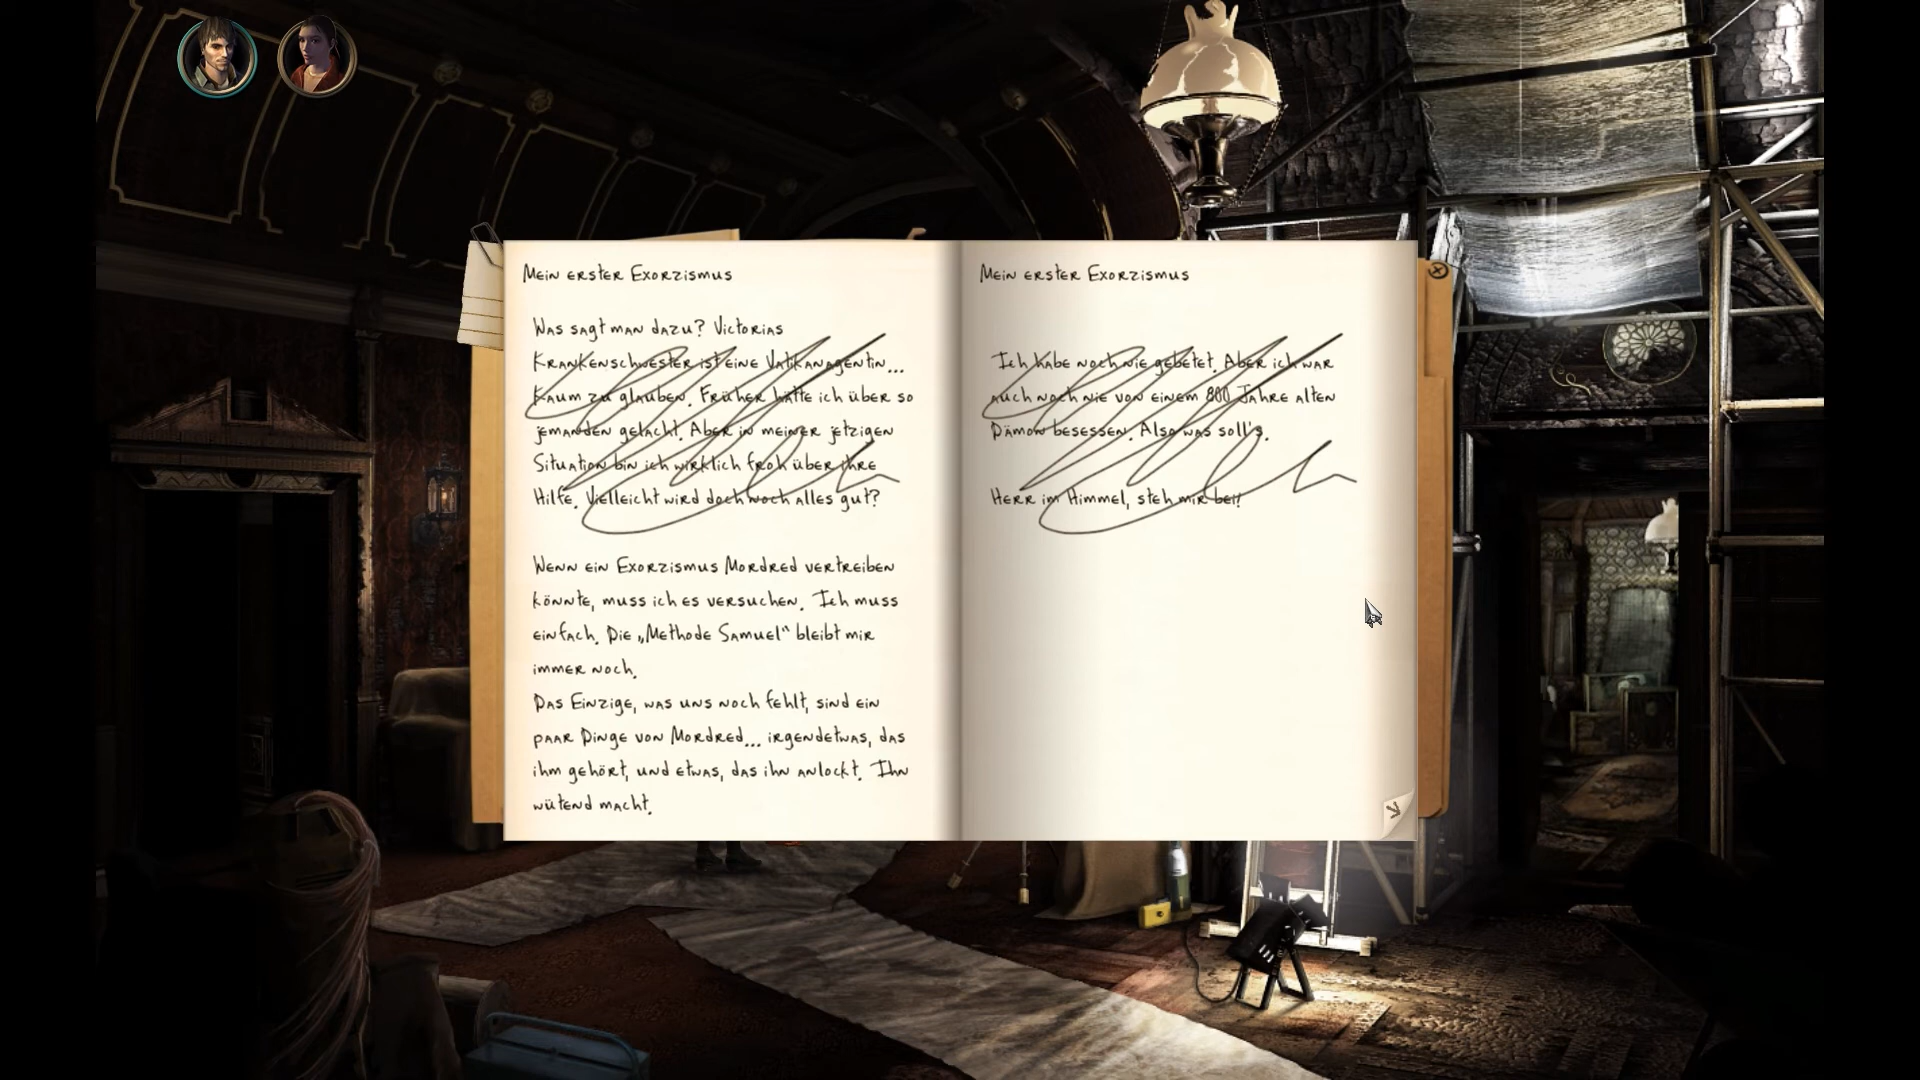 Mein erster Exorzismus
Was sagt man dazu? Victorias
Krankenschwester ist eine Vatikanagentin...
Kaum zu glauben. Früher hätte ich über so
jemanden gelacht. Aber in meiner jetzigen
Situation bin ich wirklich froh über ihre
Hilfe. Vielleicht wird doch noch alles gut?
Wenn ein Exorzismus Mordred vertreiben
könnte, muss ich es versuchen. Ich muss
einfach. Die „Methode Samuel“ bleibt mir
immer noch.
Das Einzige, was uns noch fehlt, sind ein
paar Dinge von Mordred... irgendetwas, das
ihm gehört, und etwas, das ihn anlockt. Ihn
wütend macht.
Mein erster Exorzismus
Ich habe noch nie gebetet. Aber ich war
auch noch nie von einem 800 Jahre alten
Dämon besessen. Also was soll's.
Herr im Himmel, steh mir bei!